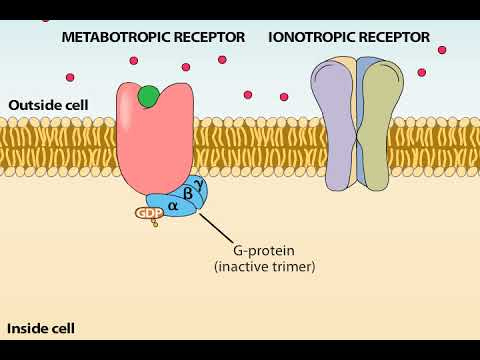 METABOTROPIC RECEPTOR
IONOTROPIC RECEPTOR
Outside cell
γ
β
α
GDP
G-protein
(inactive trimer)
Inside cell